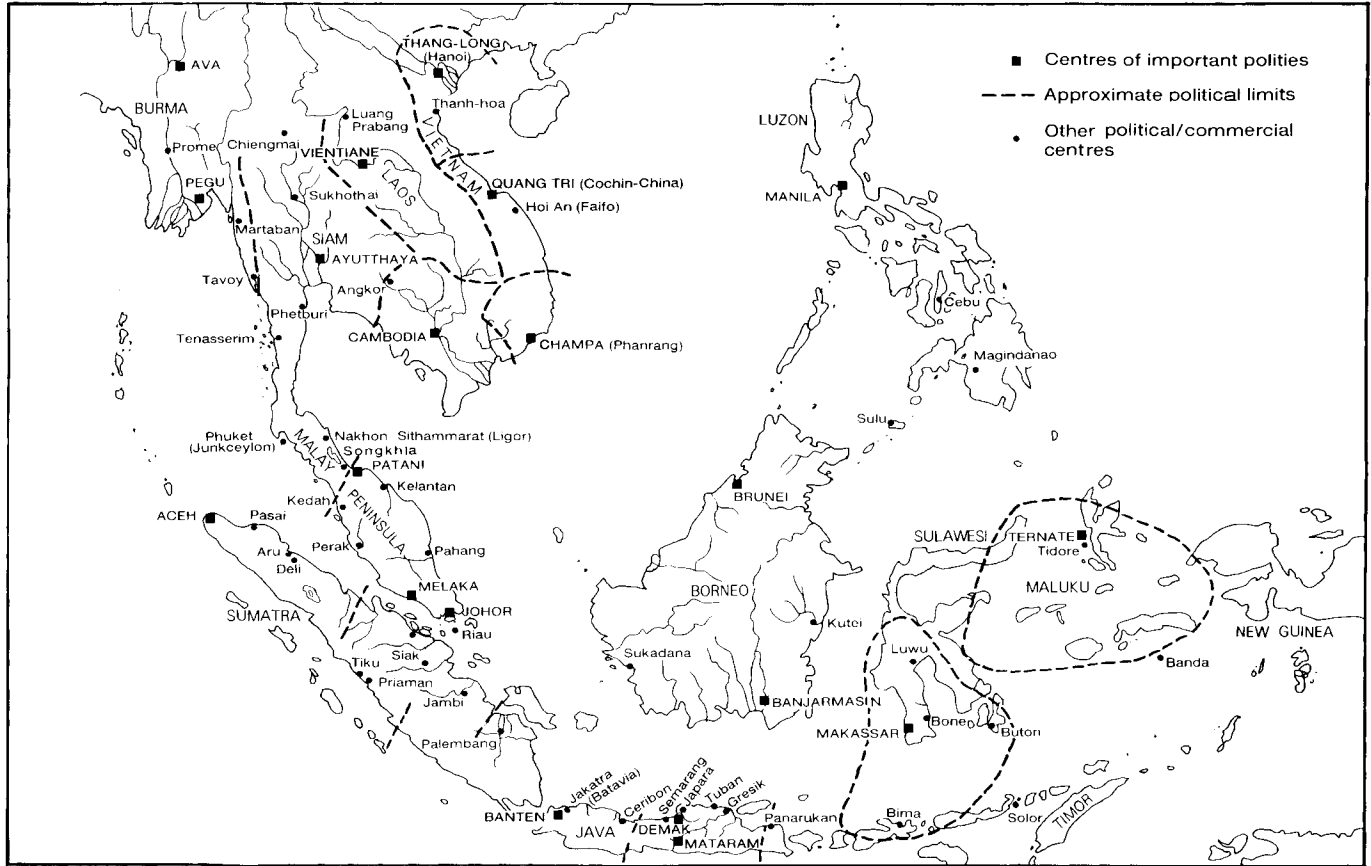 ■ Centres of important polities
Approximate political limits
• Other political/commercial
centres
THANG-LONG
(Hanoi)
AVA
BURMA
Luang
Prabang
Thanh-hoa
LUZON
Prome
Chiengmai
VIENTIANE
VIETNAM
LAOS
PEGU
Sukhothai
QUANG TRI (Cochin-China)
MANILA
Hoi An (Faifo)
Martaban
SIAM
AYUTTHAYA
Tavoy
Angkor
Phetburi
Cebu
Tenasserim
CAMBODIA
CHAMPA (Phanrang)
Magindanao
Sulu
Phuket
(Junkceylon)
Nakhon Sithammarat (Ligor)
MALAY
Songkhla
PATANI
Kelantan
BRUNEI
Kedah
PENINSULA
ACEH
Pasai
SULAWESI
TERNATE
Tidore
Aru
Deli
Perak
Pahang
MELAKA
BORNEO
MALUKU
SUMATRA
JOHOR
Riau
Kutei
NEW GUINEA
Siak
Sukadana
Luwu
Banda
Tiku
Priaman
Jambi
BANJARMASIN
Bone
MAKASSAR
Buton
Palembang
Jakatra
(Batavia)
Ceribon
Semarang
Japara
Tuban
Gresik
BANTEN
JAVA
DEMAK
Panarukan
Bima
Solor
TIMOR
MATARAM